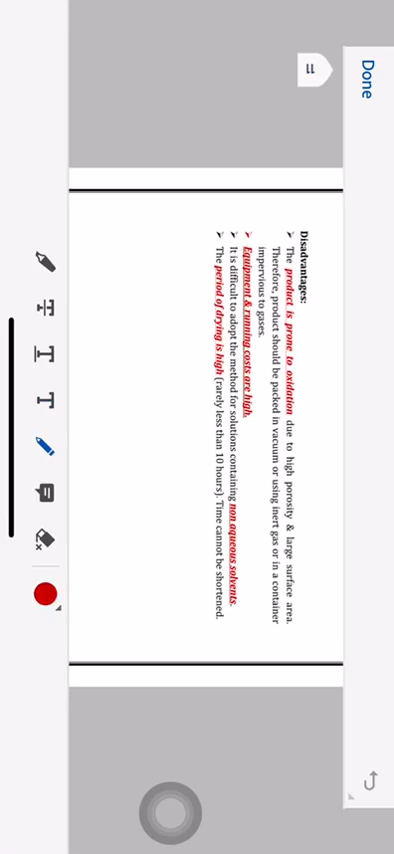 Done
11
Disadvantages:
➢ The product is prone to oxidation due to high porosity & large surface area.
Therefore, product should be packed in vacuum or using inert gas or in a container
impervious to gases.
➢ Equipment & running costs are high.
➢ It is difficult to adopt the method for solutions containing non aqueous solvents.
➢ The period of drying is high (rarely less than 10 hours). Time cannot be shortened.